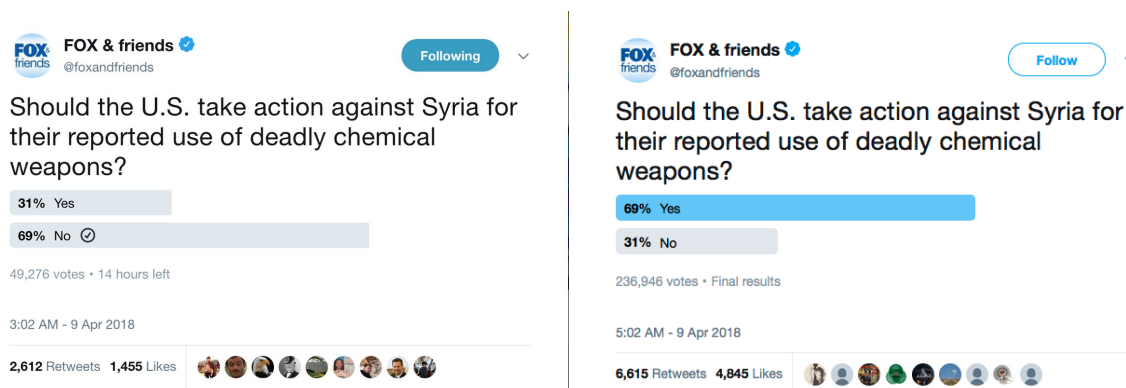 FOX & friends
@foxandfriends
Following
Should the U.S. take action against Syria for
their reported use of deadly chemical
weapons?
31% Yes
69% No
49,276 votes • 14 hours left
3:02 AM - 9 Apr 2018
2,612 Retweets 1,455 Likes
FOX & friends
FOX & friends
@foxandfriends
Follow
Should the U.S. take action against Syria for
their reported use of deadly chemical
weapons?
69% Yes
31% No
236,946 votes • Final results
5:02 AM - 9 Apr 2018
6,615 Retweets 4,845 Likes
FOX & friends